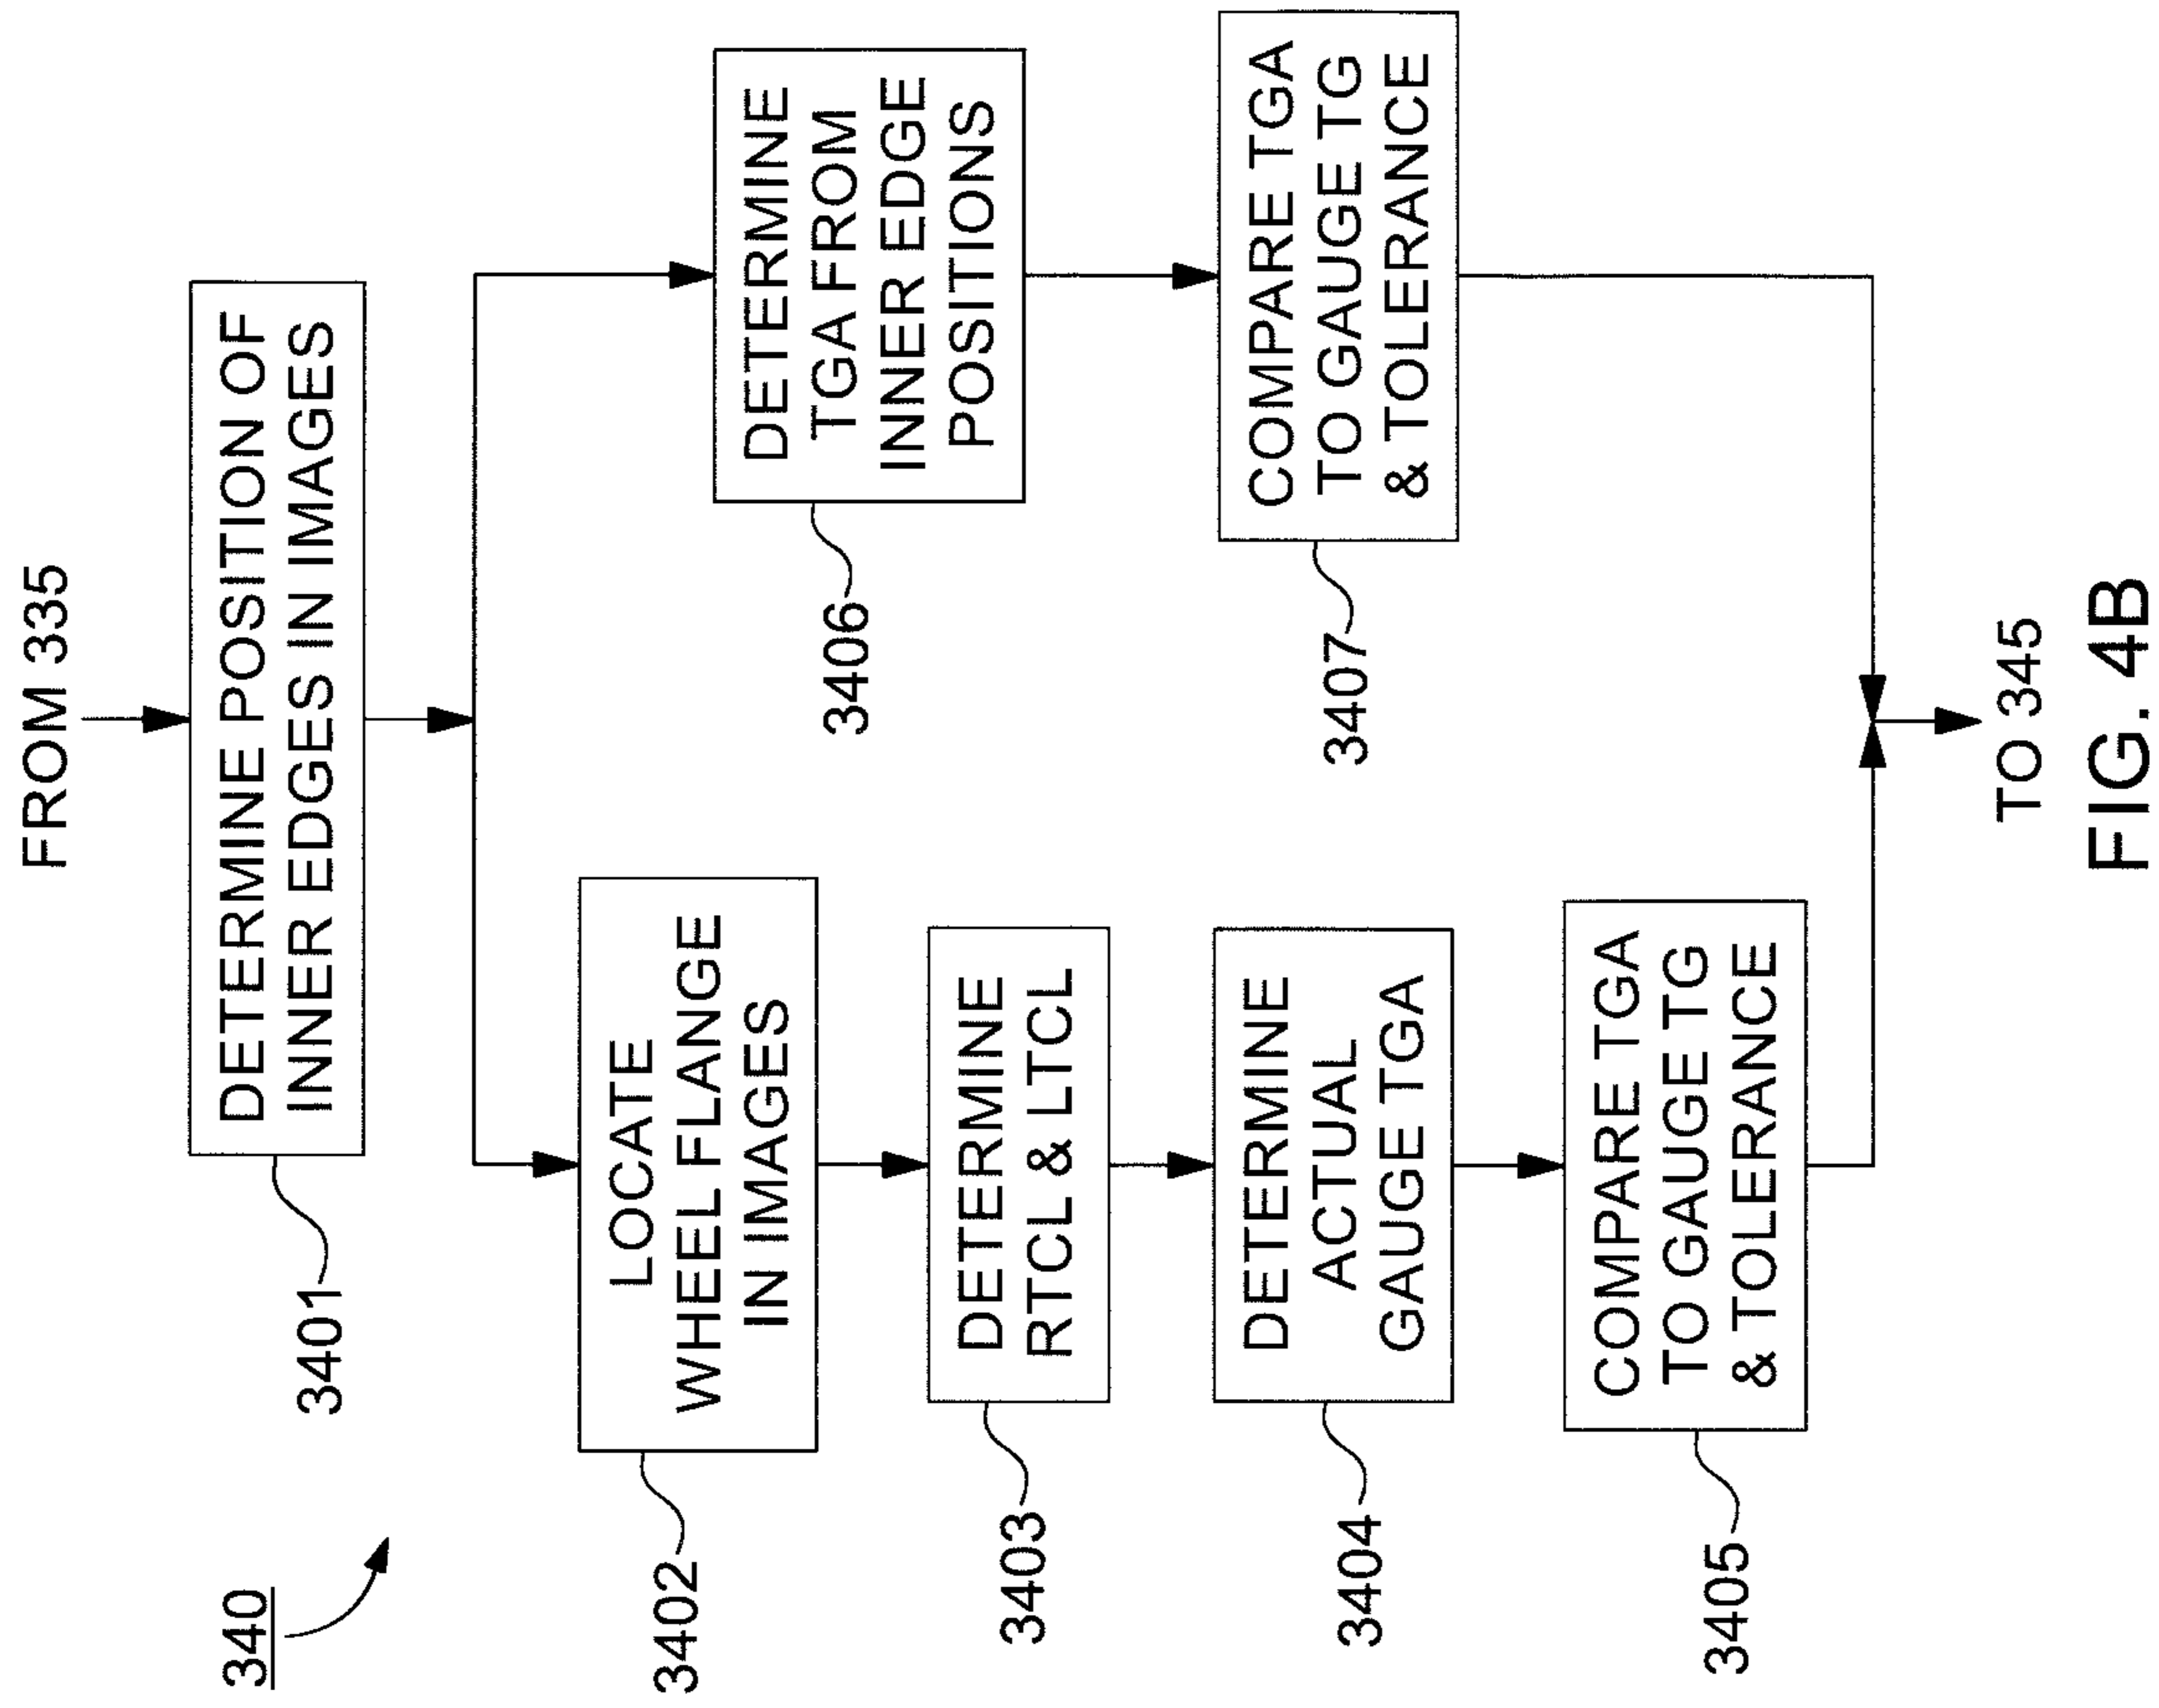 340
FROM 335
3401
DETERMINE POSITION OF
INNER EDGES IN IMAGES
3402
LOCATE
WHEEL FLANGE
IN IMAGES
3403
DETERMINE
RTCL & LTCL
3404
DETERMINE
ACTUAL
GAUGE TGA
3405
COMPARE TGA
TO GAUGE TG
& TOLERANCE
3406
DETERMINE
TGA FROM
INNER EDGE
POSITIONS
3407
COMPARE TGA
TO GAUGE TG
& TOLERANCE
TO 345
FIG. 4B